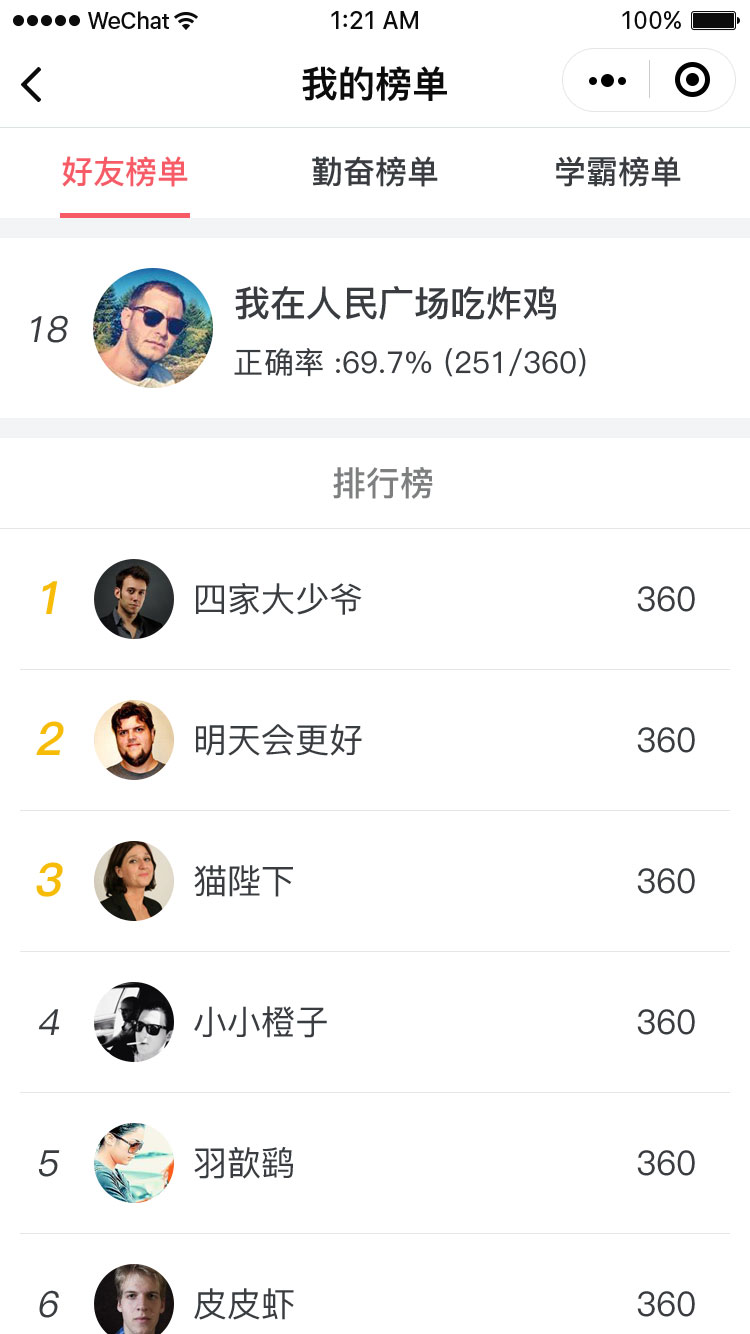 WeChat 1:21 AM 100%
我的榜单
好友榜单 勤奋榜单 学霸榜单
18 我在人民广场吃炸鸡
正确率 :69.7% (251/360)
排行榜
1 四家大少爷 360
2 明天会更好 360
3 猫陛下 360
4 小小橙子 360
5 羽歆鹞 360
6 皮皮虾 360